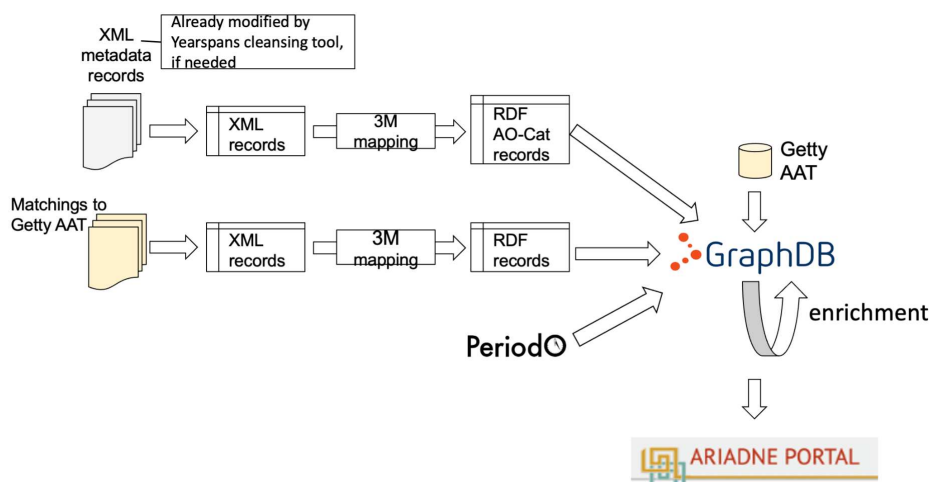 XML
metadata
records
Already modified by
Yearspans cleansing tool,
if needed
XML
records
3M
mapping
RDF
AO-Cat
records
Getty
AAT
Matchings to
Getty AAT
XML
records
3M
mapping
RDF
records
GraphDB
enrichment
PeriodO
ARIADNE PORTAL